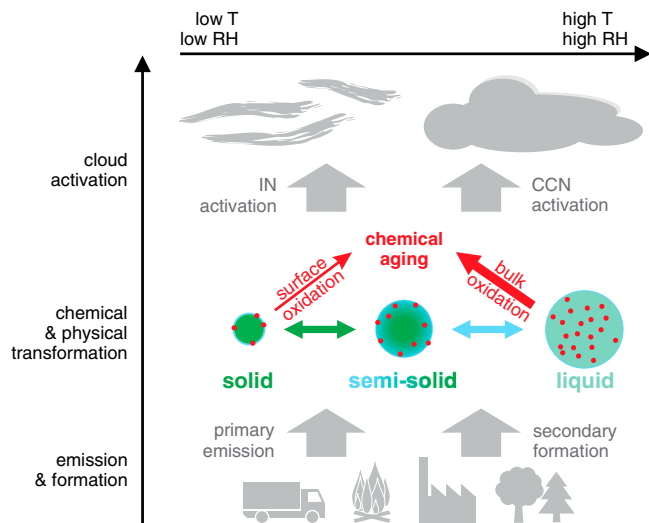 low T
low RH
high T
high RH
cloud
activation
IN
activation
CCN
activation
chemical
aging
surface
oxidation
bulk
oxidation
chemical
& physical
transformation
solid
semi-solid
liquid
primary
emission
secondary
formation
emission
& formation